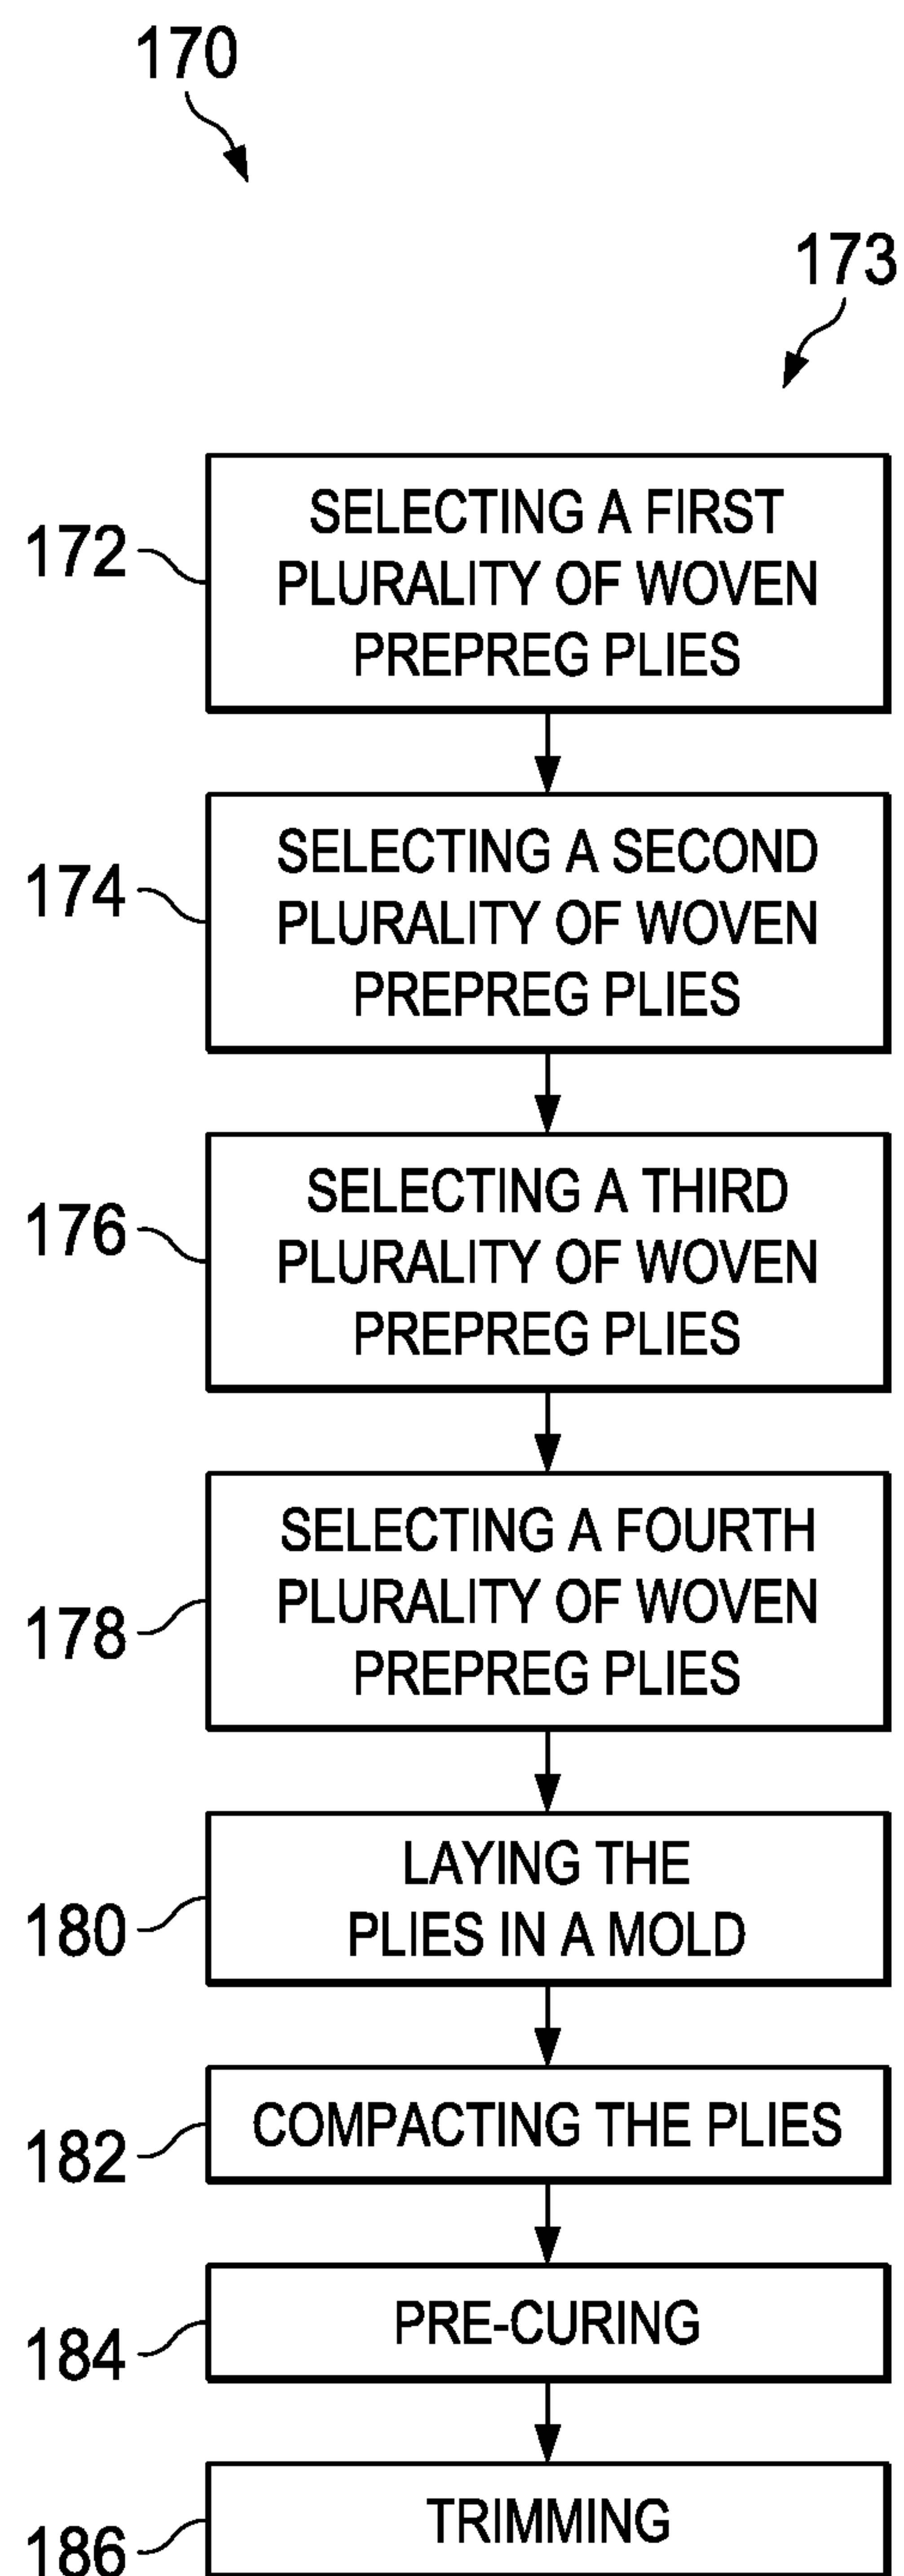 170
173
172
SELECTING A FIRST
PLURALITY OF WOVEN
PREPREG PLIES
174
SELECTING A SECOND
PLURALITY OF WOVEN
PREPREG PLIES
176
SELECTING A THIRD
PLURALITY OF WOVEN
PREPREG PLIES
178
SELECTING A FOURTH
PLURALITY OF WOVEN
PREPREG PLIES
180
LAYING THE
PLIES IN A MOLD
182
COMPACTING THE PLIES
184
PRE-CURING
186
TRIMMING